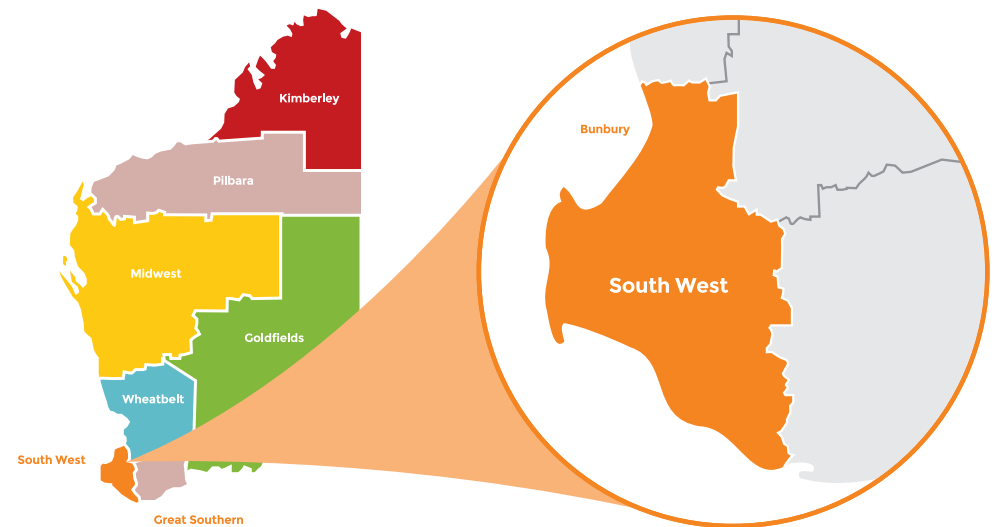 Kimberley
Pilbara
Midwest
Goldfields
Wheatbelt
South West
Great Southern
Bunbury
South West